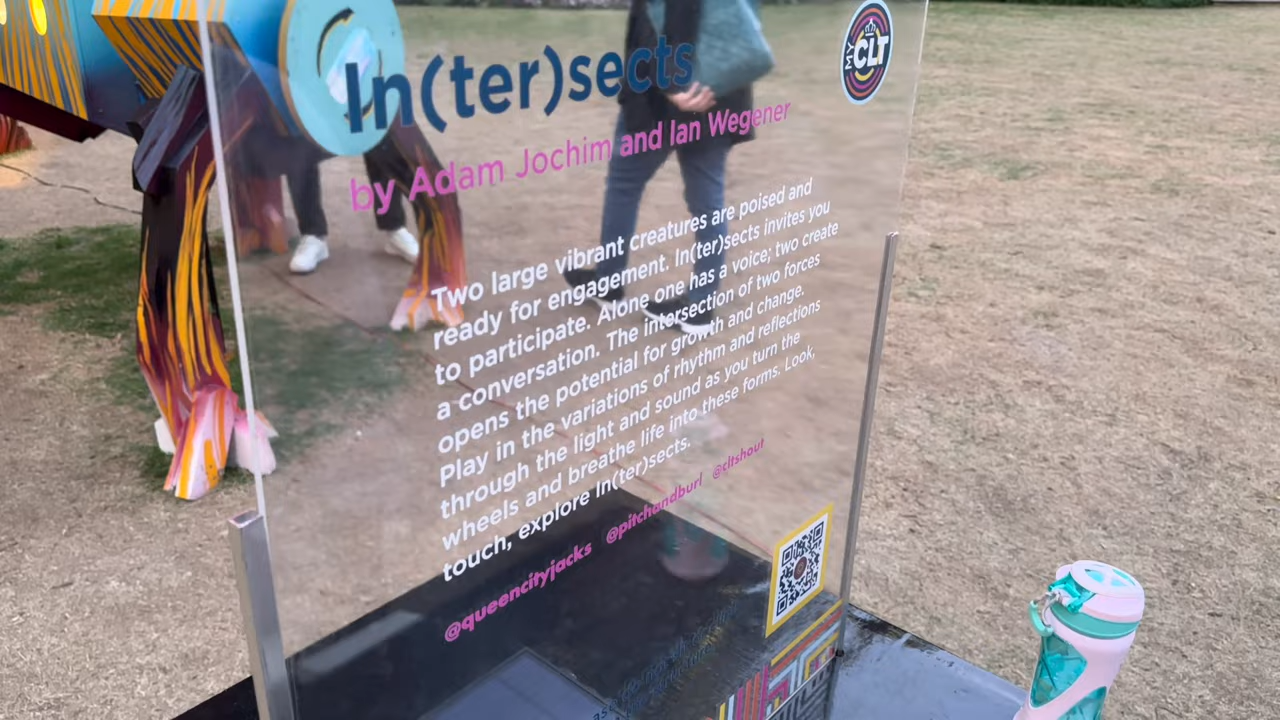 In(ter)sects
by Adam Jochim and Ian Wegener
MY CLT
Two large vibrant creatures are poised and
ready for engagement. In(ter)sects invites you
to participate. Alone one has a voice; two create
a conversation. The intersection of two forces
opens the potential for growth and change.
Play in the variations of rhythm and reflections
through the light and sound as you turn the
wheels and breathe life into these forms. Look,
touch, explore In(ter)sects.
@queencityjacks @pitchandburl @cltshout